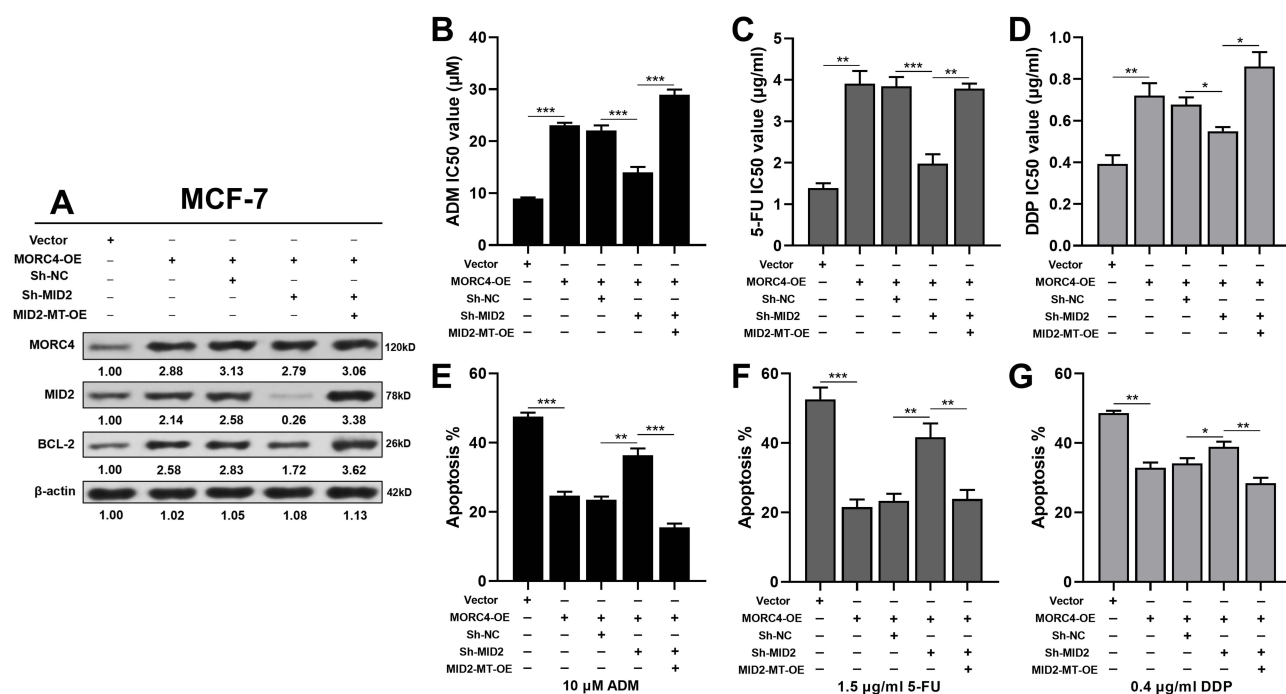 A
MCF-7
Vector + – – – –
MORC4-OE – + + + +
Sh-NC – – + – –
Sh-MID2 – – – + +
MID2-MT-OE – – – – +
MORC4 120kD
1.00 2.88 3.13 2.79 3.06
MID2 78kD
1.00 2.14 2.58 0.26 3.38
BCL-2 26kD
1.00 2.58 2.83 1.72 3.62
β-actin 42kD
1.00 1.02 1.05 1.08 1.13
B
ADM IC50 value (μM)
40
30
20
10
0
*** *** ***
Vector + – – – –
MORC4-OE – + + + +
Sh-NC – – + – –
Sh-MID2 – – – + +
MID2-MT-OE – – – – +
C
5-FU IC50 value (μg/ml)
5
4
3
2
1
0
** *** **
Vector + – – – –
MORC4-OE – + + + +
Sh-NC – – + – –
Sh-MID2 – – – + +
MID2-MT-OE – – – – +
D
DDP IC50 value (μg/ml)
1.0
0.8
0.6
0.4
0.2
0.0
** * *
Vector + – – – –
MORC4-OE – + + + +
Sh-NC – – + – –
Sh-MID2 – – – + +
MID2-MT-OE – – – – +
E
Apoptosis %
60
40
20
0
*** ** ***
Vector + – – – –
MORC4-OE – + + + +
Sh-NC – – + – –
Sh-MID2 – – – + +
MID2-MT-OE – – – – +
10 μM ADM
F
Apoptosis %
60
40
20
0
*** ** **
Vector + – – – –
MORC4-OE – + + + +
Sh-NC – – + – –
Sh-MID2 – – – + +
MID2-MT-OE – – – – +
1.5 μg/ml 5-FU
G
Apoptosis %
60
40
20
0
** * **
Vector + – – – –
MORC4-OE – + + + +
Sh-NC – – + – –
Sh-MID2 – – – + +
MID2-MT-OE – – – – +
0.4 μg/ml DDP